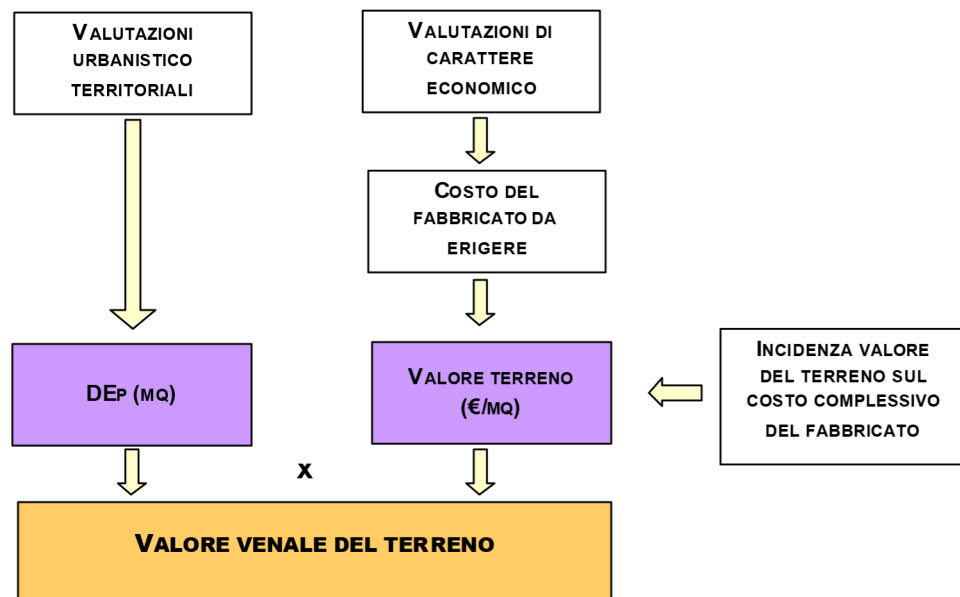 VALUTAZIONI
URBANISTICO
TERRITORIALI
VALUTAZIONI DI
CARATTERE
ECONOMICO
COSTO DEL
FABBRICATO DA
ERIGERE
DEP (MQ)
VALORE TERRENO
(€/MQ)
INCIDENZA VALORE
DEL TERRENO SUL
COSTO COMPLESSIVO
DEL FABBRICATO
x
VALORE VENALE DEL TERRENO